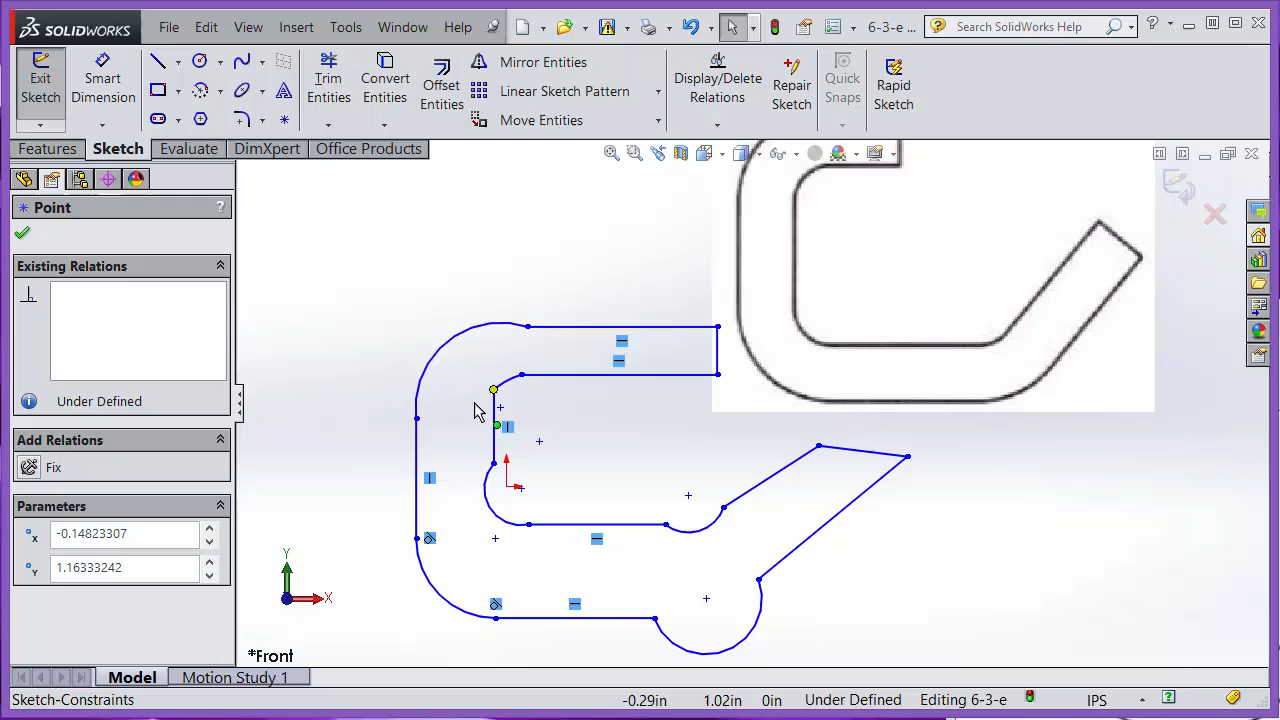 SOLIDWORKS File Edit View Insert Tools Window Help 6-3-e ... Search SolidWorks Help ?
Exit Sketch
Smart Dimension
Trim Entities
Convert Entities
Offset Entities
Mirror Entities
Linear Sketch Pattern
Move Entities
Display/Delete Relations
Repair Sketch
Quick Snaps
Rapid Sketch
Features Sketch Evaluate DimXpert Office Products
Point ?
Existing Relations
Under Defined
Add Relations
Fix
Parameters
x -0.14823307
Y 1.16333242
Y
X
*Front
Model Motion Study 1
Sketch-Constraints -0.29in 1.02in 0in Under Defined Editing 6-3-e IPS ?